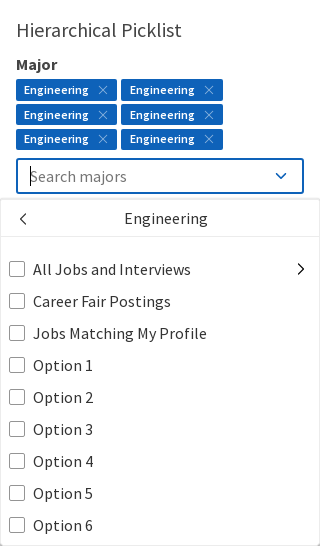 Hierarchical Picklist
Major
Engineering Engineering
Engineering Engineering
Engineering Engineering
Search majors
Engineering
All Jobs and Interviews
Career Fair Postings
Jobs Matching My Profile
Option 1
Option 2
Option 3
Option 4
Option 5
Option 6